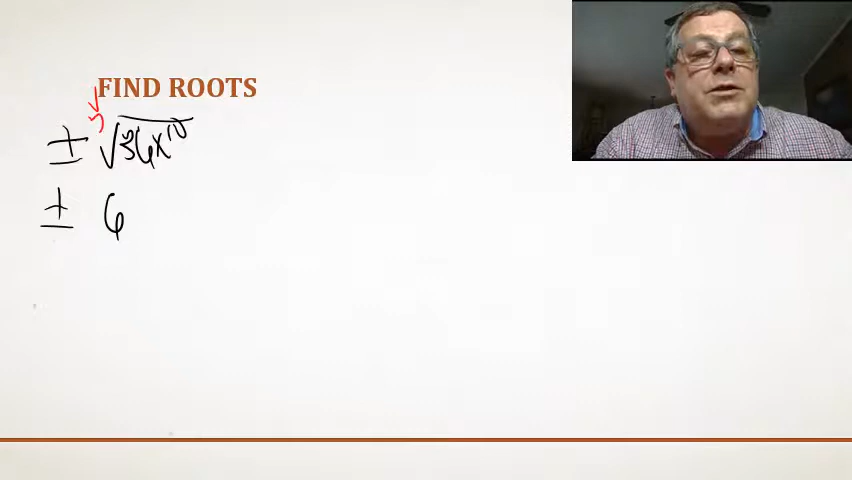 FIND ROOTS
± √36x¹⁰
± 6